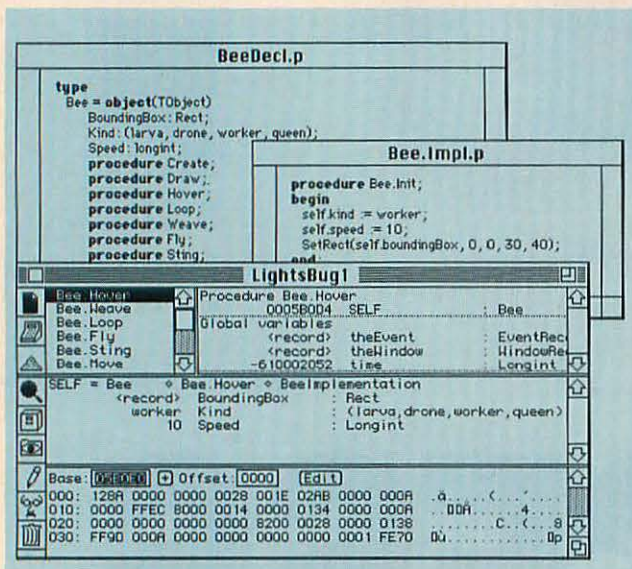 BeeDecl.p
type
Bee = object(TObject)
BoundingBox: Rect;
Kind: (larva, drone, worker, queen);
Speed: longint;
procedure Create;
procedure Draw;
procedure Hover;
procedure Loop;
procedure Weave;
procedure Fly;
procedure Sting;
Bee.Impl.p
procedure Bee.Init;
begin
self.kind := worker;
self.speed := 10;
SetRect(self.boundingBox, 0, 0, 30, 40);
end;
LightsBug1
Bee.Hover
Bee.Weave
Bee.Loop
Bee.Fly
Bee.Sting
Bee.Move
Procedure Bee.Hover
0005B0D4 SELF : Bee
Global variables
<record> theEvent : EventRec
<record> theWindow : WindowRe
-610002052 time : Longint
SELF = Bee ⋄ Bee.Hover ⋄ BeeImplementation
<record> BoundingBox : Rect
worker Kind : (larva,drone,worker,queen)
10 Speed : Longint
Base: Offset: 0000 Edit
000: 128A 0000 0000 0028 001E 02AB 0000 000A .ä.....(...´....
010: 0000 FFEC 8000 0014 0000 0134 0000 000A
020: 0000 0000 0000 0000 8200 0028 0000 0138
030: FF9D 000A 0000 0000 0000 0000 0001 FE70